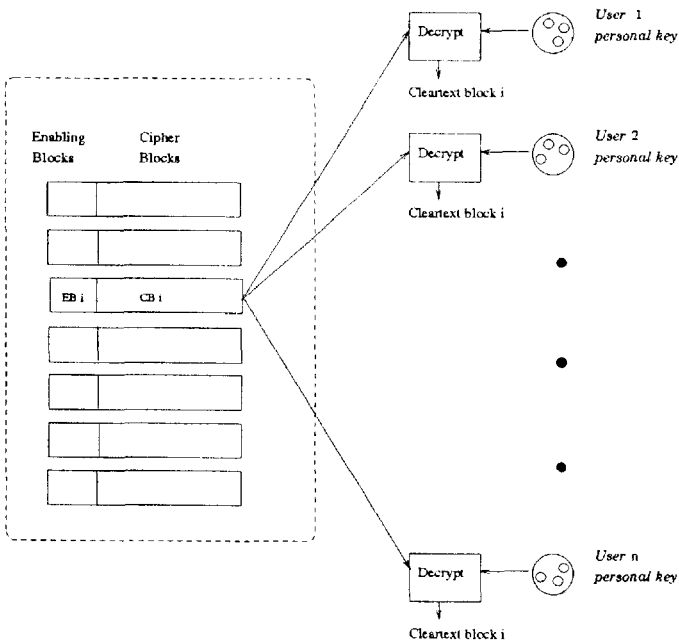 User 1
personal key
Decrypt
Cleartext block i
Enabling
Blocks
Cipher
Blocks
User 2
personal key
Decrypt
Cleartext block i
EB i
CB i
User n
personal key
Decrypt
Cleartext block i